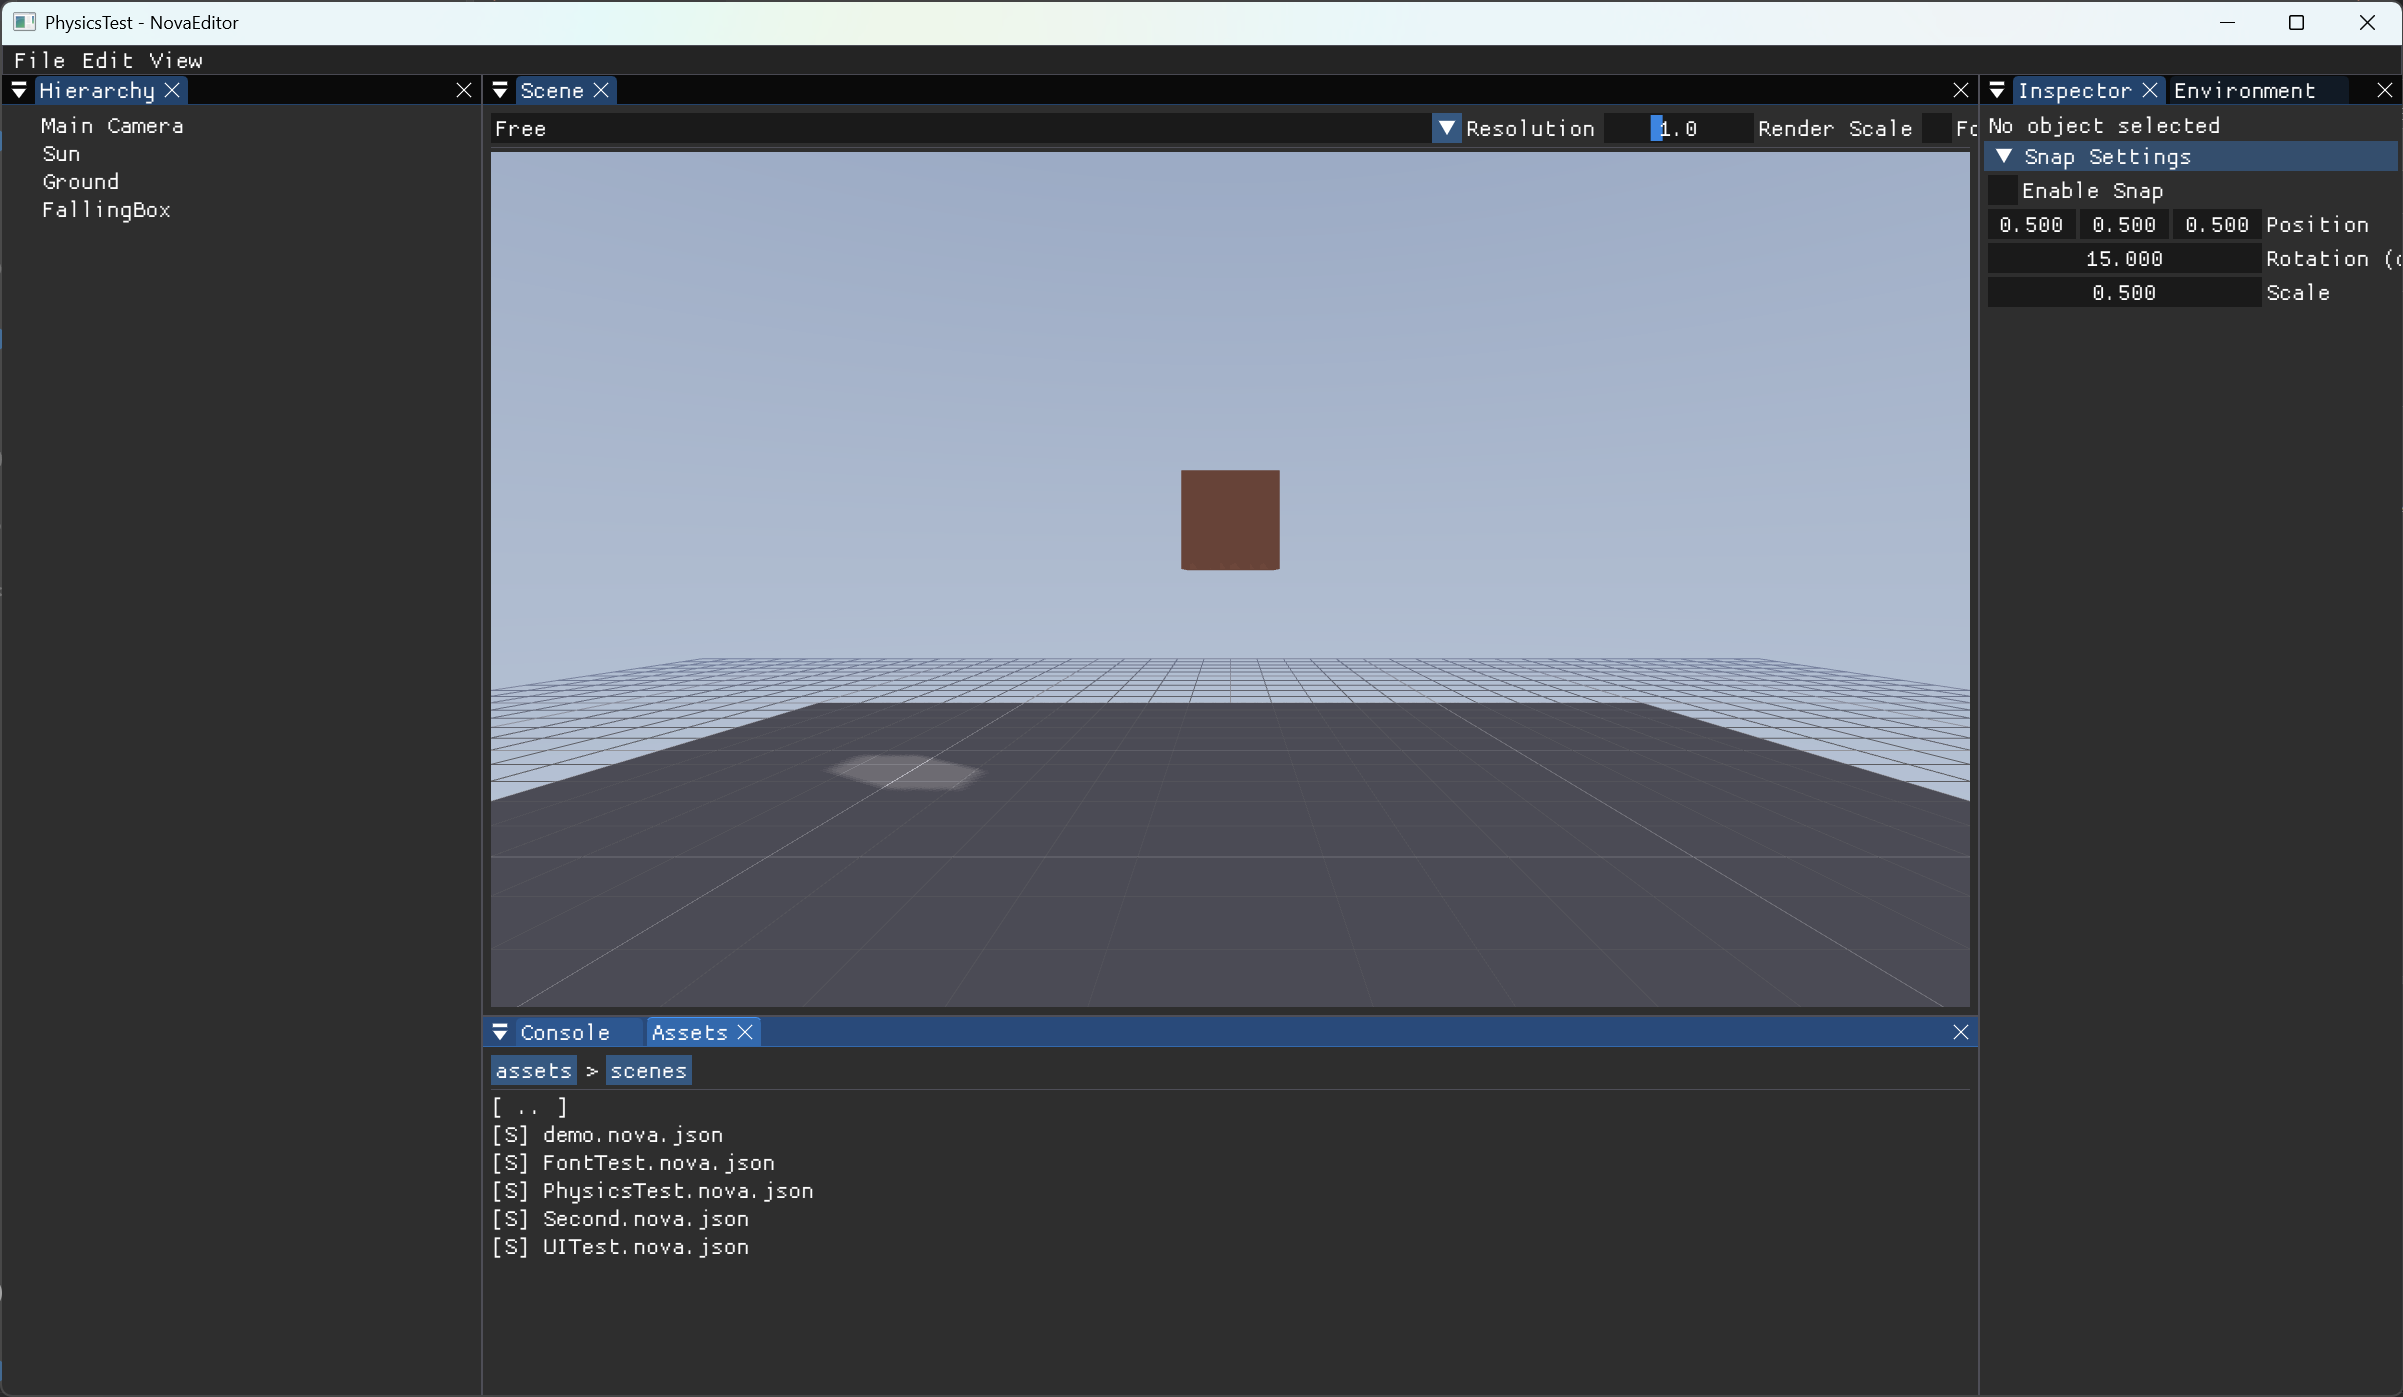 PhysicsTest - NovaEditor
File Edit View
Hierarchy
Main Camera
Sun
Ground
FallingBox
Scene
Free Resolution 1.0 Render Scale
Inspector Environment
No object selected
Snap Settings
Enable Snap
0.500 0.500 0.500 Position
15.000 Rotation
0.500 Scale
Console Assets
assets > scenes
[ .. ]
[S] demo.nova.json
[S] FontTest.nova.json
[S] PhysicsTest.nova.json
[S] Second.nova.json
[S] UITest.nova.json